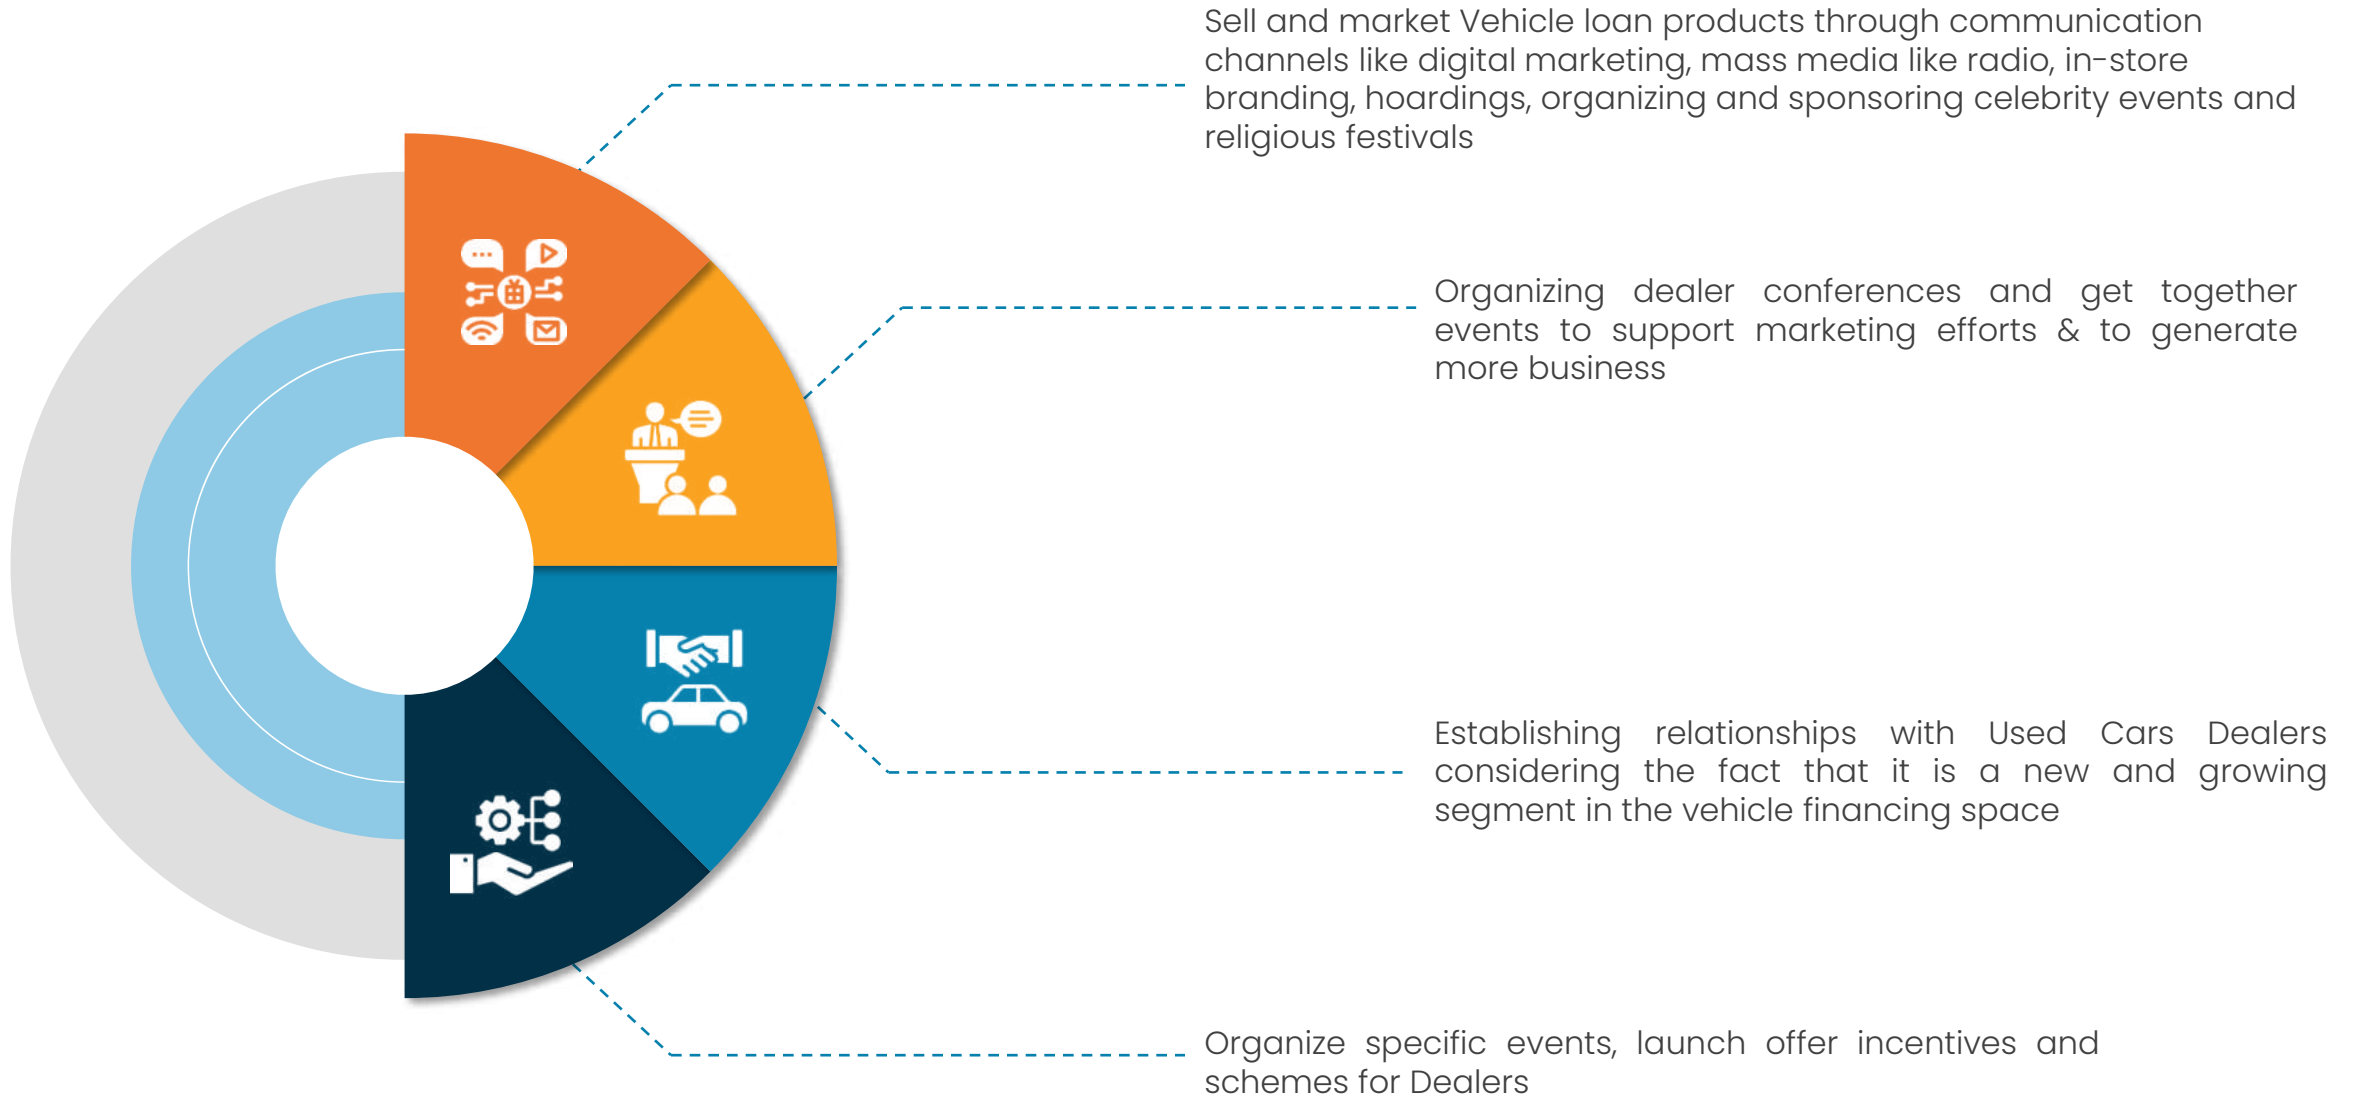 Sell and market Vehicle loan products through communication
channels like digital marketing, mass media like radio, in-store
branding, hoardings, organizing and sponsoring celebrity events and
religious festivals
Organizing dealer conferences and get together
events to support marketing efforts & to generate
more business
Establishing relationships with Used Cars Dealers
considering the fact that it is a new and growing
segment in the vehicle financing space
Organize specific events, launch offer incentives and
schemes for Dealers